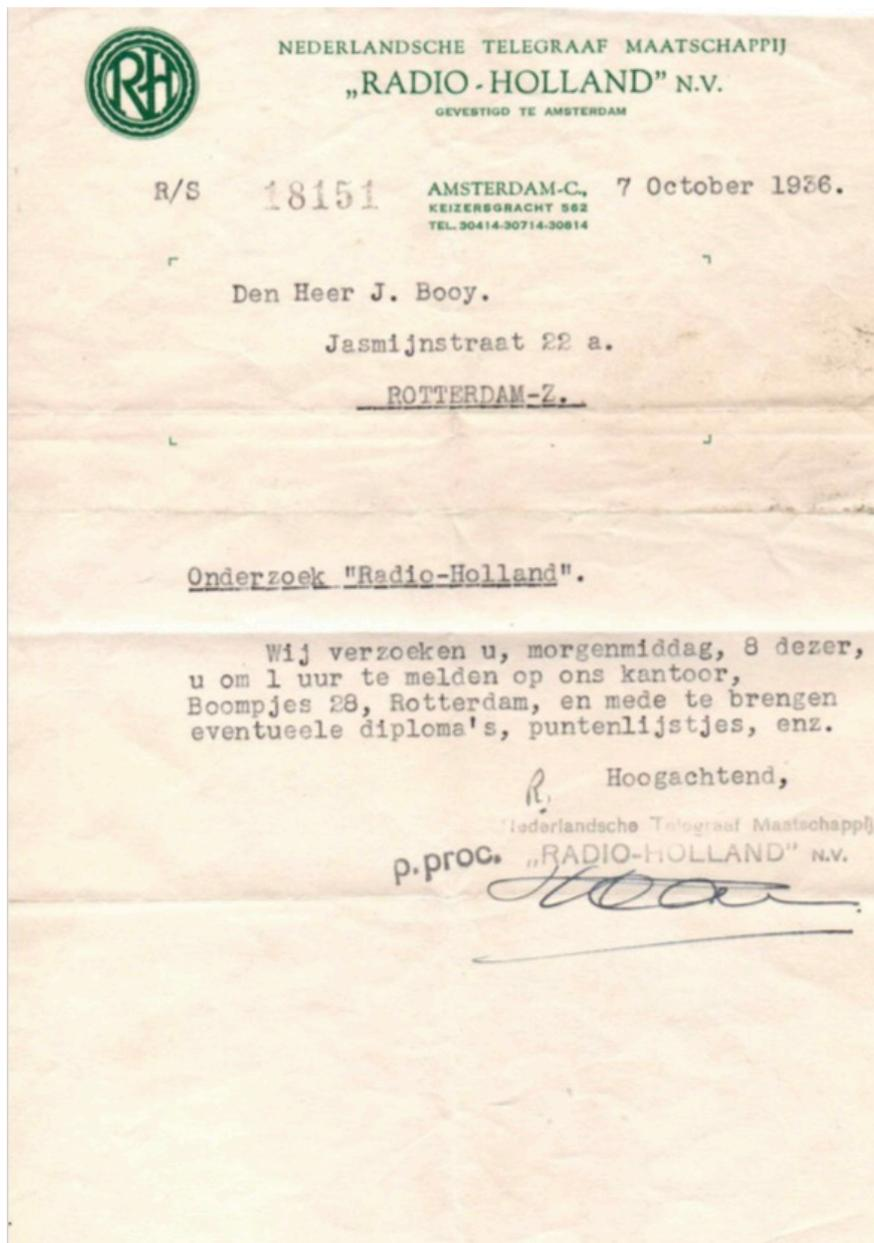 RH
NEDERLANDSCHE TELEGRAAF MAATSCHAPPIJ
„RADIO-HOLLAND” N.V.
GEVESTIGD TE AMSTERDAM
R/S 18151 AMSTERDAM-C., 7 October 1936.
KEIZERSGRACHT 562
TEL. 30414-30714-30814
Den Heer J. Booy.
Jasmijnstraat 22 a.
ROTTERDAM-Z.
Onderzoek "Radio-Holland".
Wij verzoeken u, morgenmiddag, 8 dezer,
u om 1 uur te melden op ons kantoor,
Boompjes 28, Rotterdam, en mede te brengen
eventueele diploma's, puntenlijstjes, enz.
Hoogachtend,
R.
Nederlandsche Telegraaf Maatschappij
p.proc. „RADIO-HOLLAND” N.V.